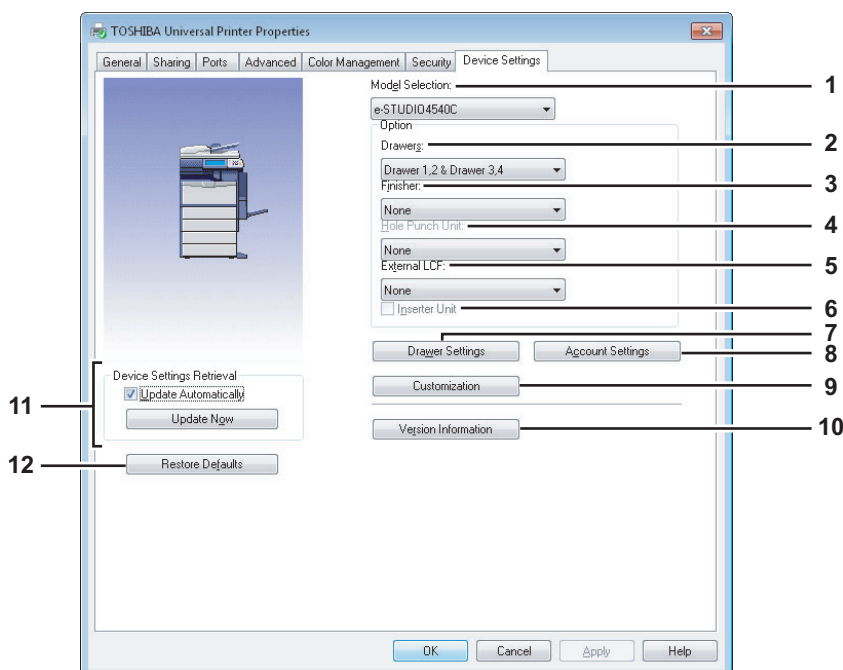 TOSHIBA Universal Printer Properties
General Sharing Ports Advanced Color Management Security Device Settings
Model Selection: 1
e-STUDIO4540C
Option
Drawers: 2
Drawer 1,2 & Drawer 3,4
Finisher: 3
None
Hole Punch Unit: 4
None
External LCF: 5
None
Inserter Unit 6
7
Drawer Settings Account Settings 8
Device Settings Retrieval
11 Update Automatically
Customization 9
Update Now
Version Information 10
12 Restore Defaults
OK Cancel Apply Help